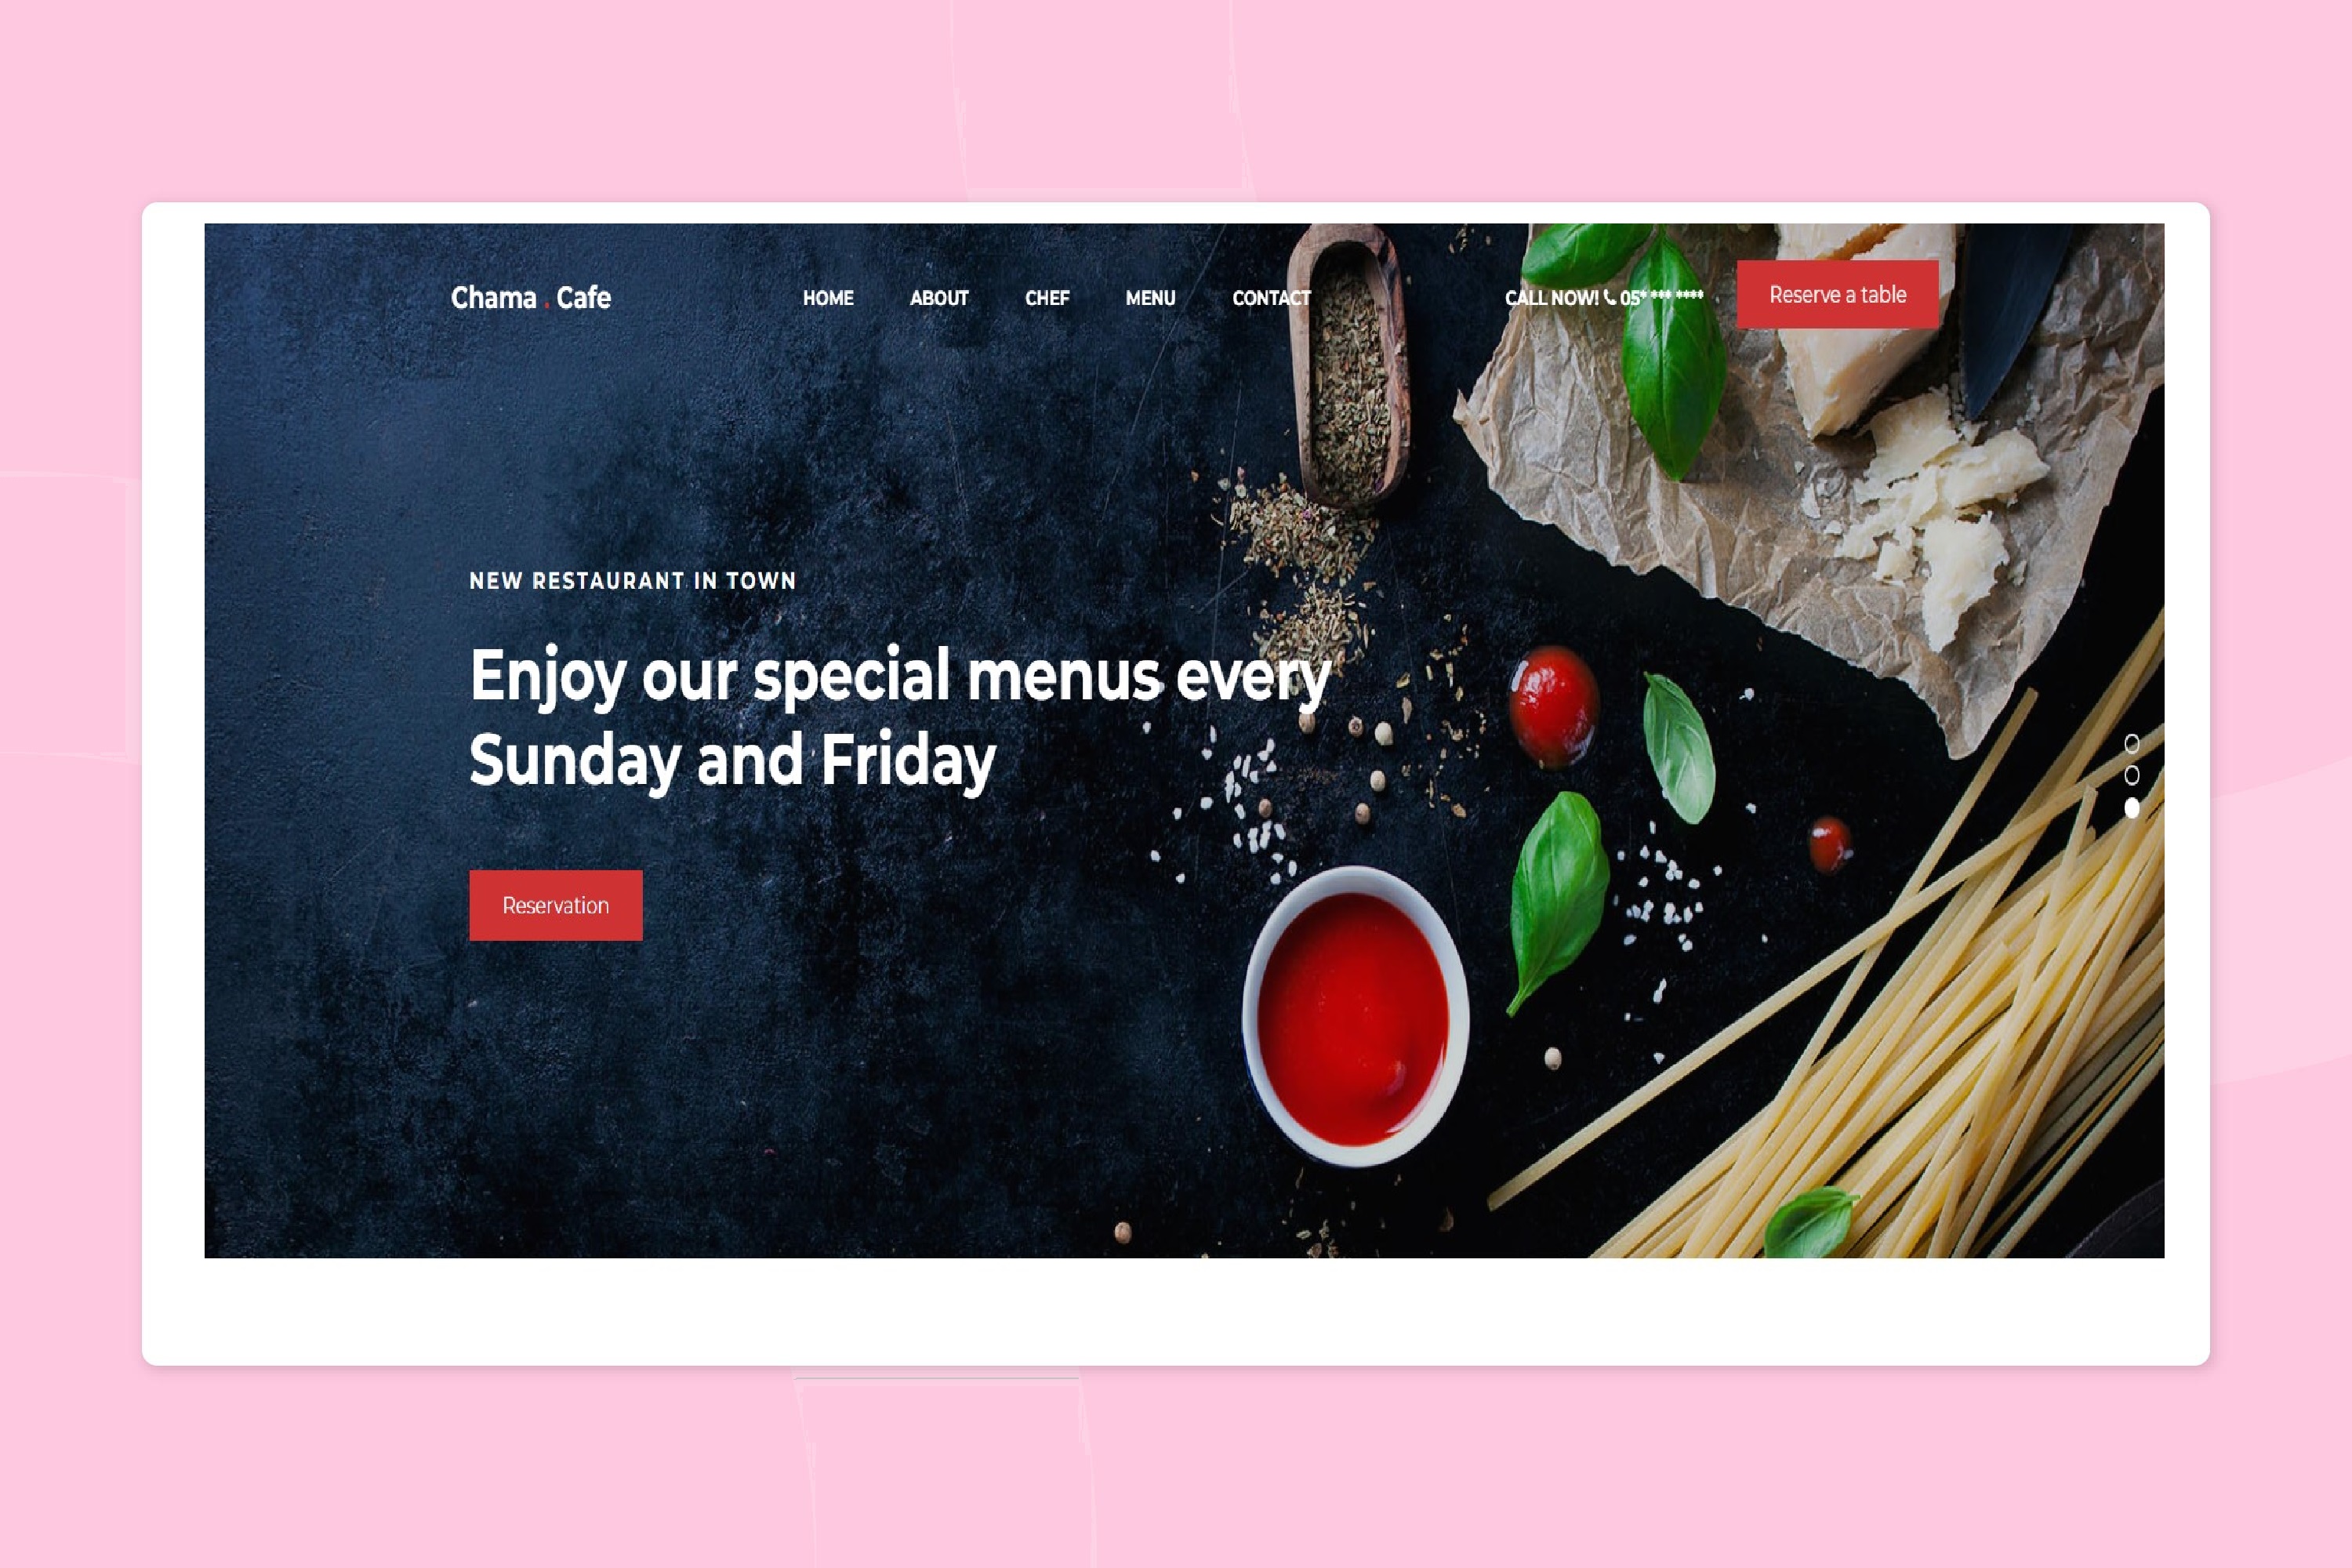 Chama . Cafe
HOME ABOUT CHEF MENU CONTACT
CALL NOW! 05* *** ****
Reserve a table
NEW RESTAURANT IN TOWN
Enjoy our special menus every
Sunday and Friday
Reservation